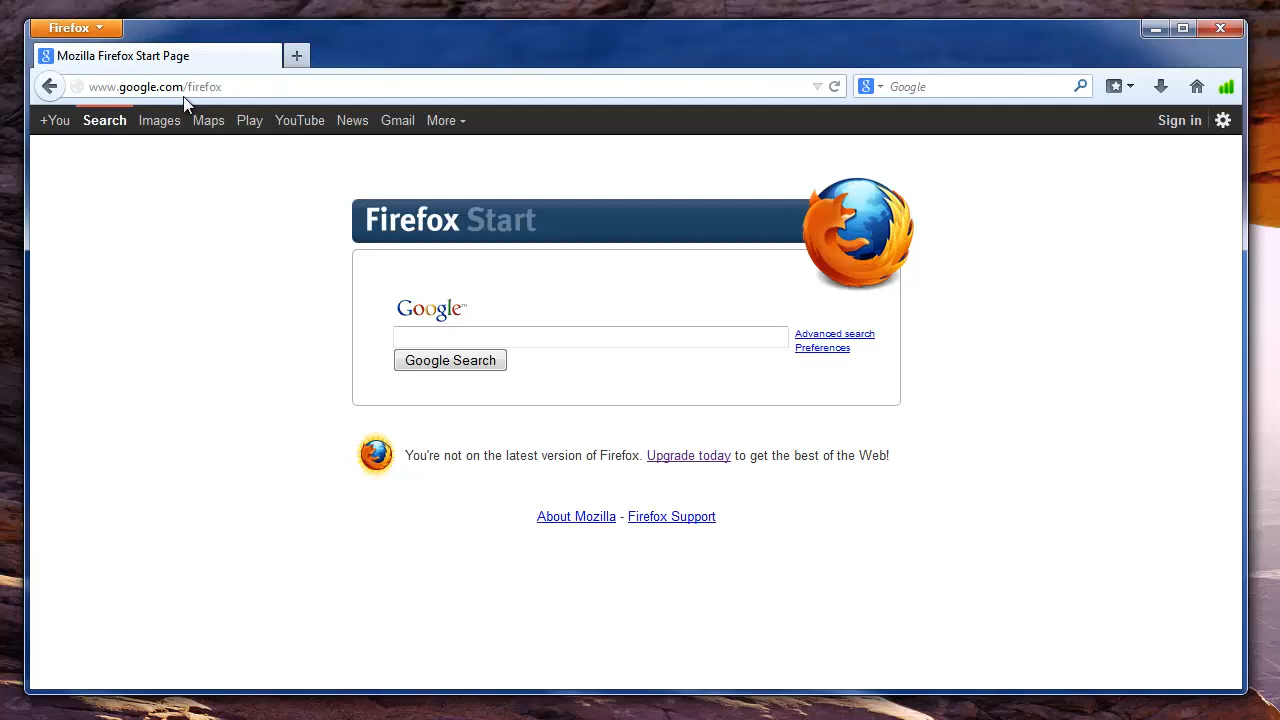 Firefox
Mozilla Firefox Start Page
www.google.com/firefox
Google
+You Search Images Maps Play YouTube News Gmail More Sign in
Firefox Start
Google™
Advanced search
Preferences
Google Search
You're not on the latest version of Firefox. Upgrade today to get the best of the Web!
About Mozilla - Firefox Support